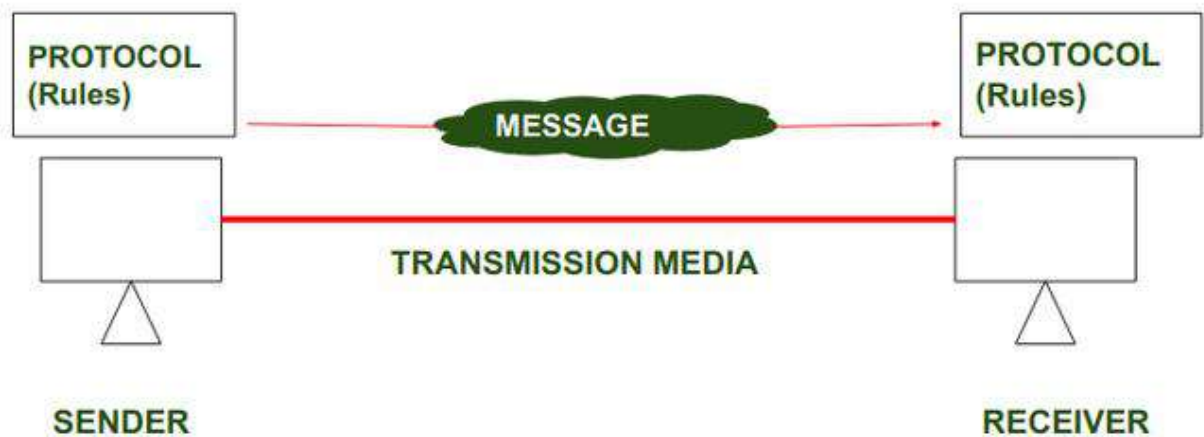 PROTOCOL
(Rules)
PROTOCOL
(Rules)
MESSAGE
TRANSMISSION MEDIA
SENDER
RECEIVER